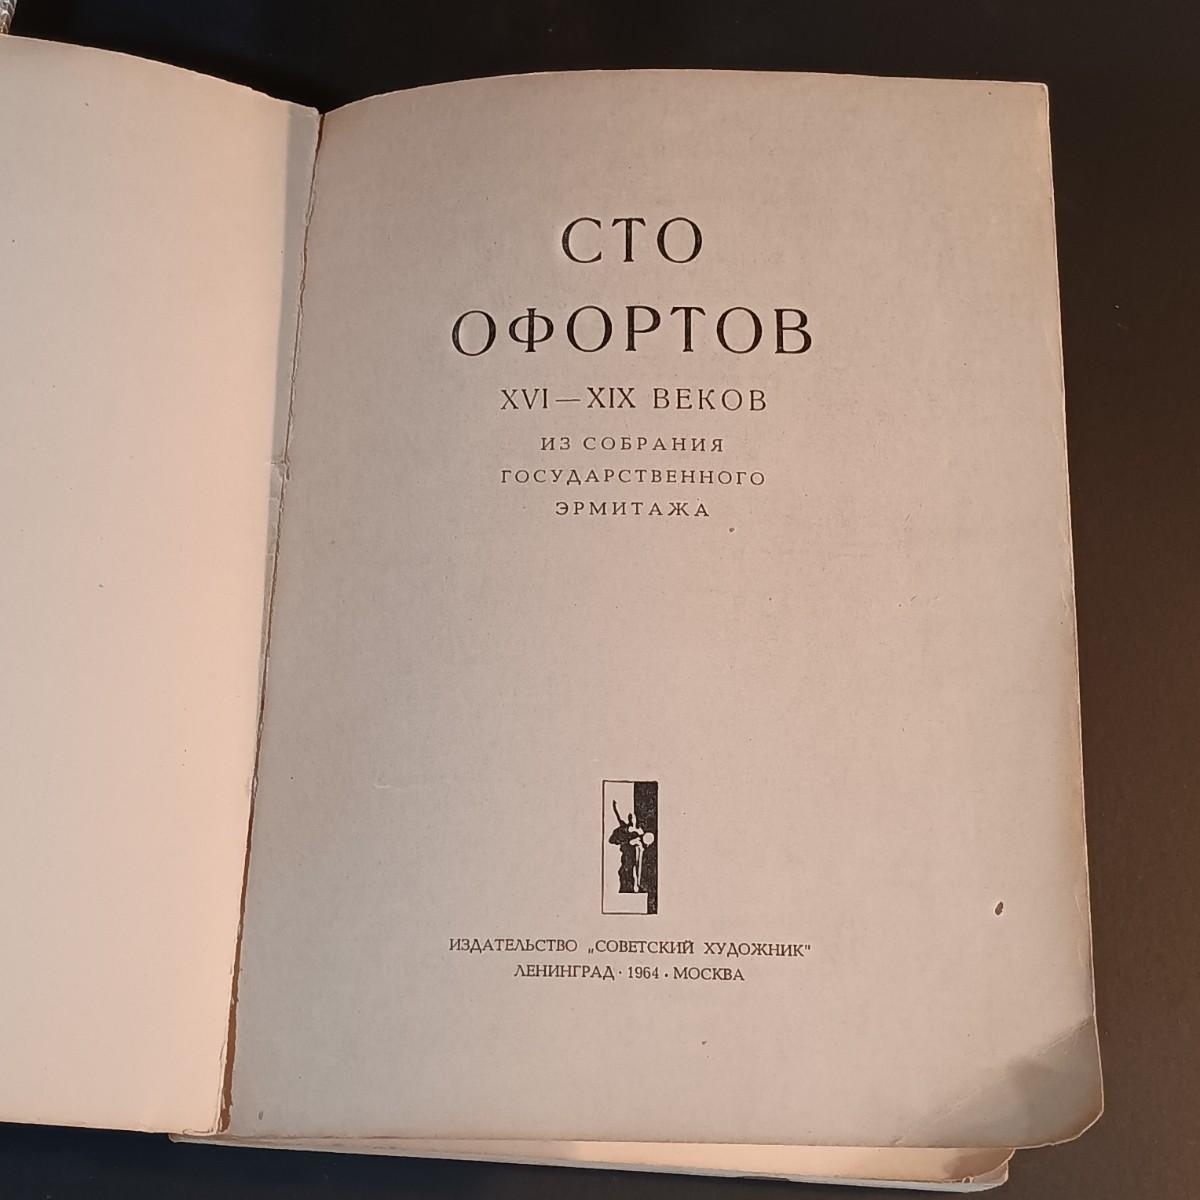 СТО
ОФОРТОВ
XVI — XIX ВЕКОВ
ИЗ СОБРАНИЯ
ГОСУДАРСТВЕННОГО
ЭРМИТАЖА
ИЗДАТЕЛЬСТВО „СОВЕТСКИЙ ХУДОЖНИК"
ЛЕНИНГРАД · 1964 · МОСКВА